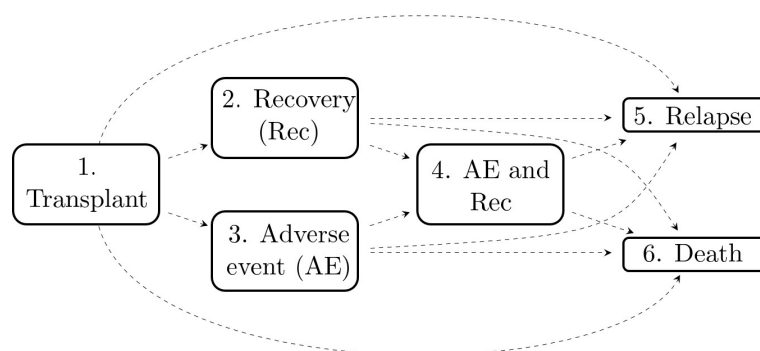 1.
Transplant
2. Recovery
(Rec)
3. Adverse
event (AE)
4. AE and
Rec
5. Relapse
6. Death